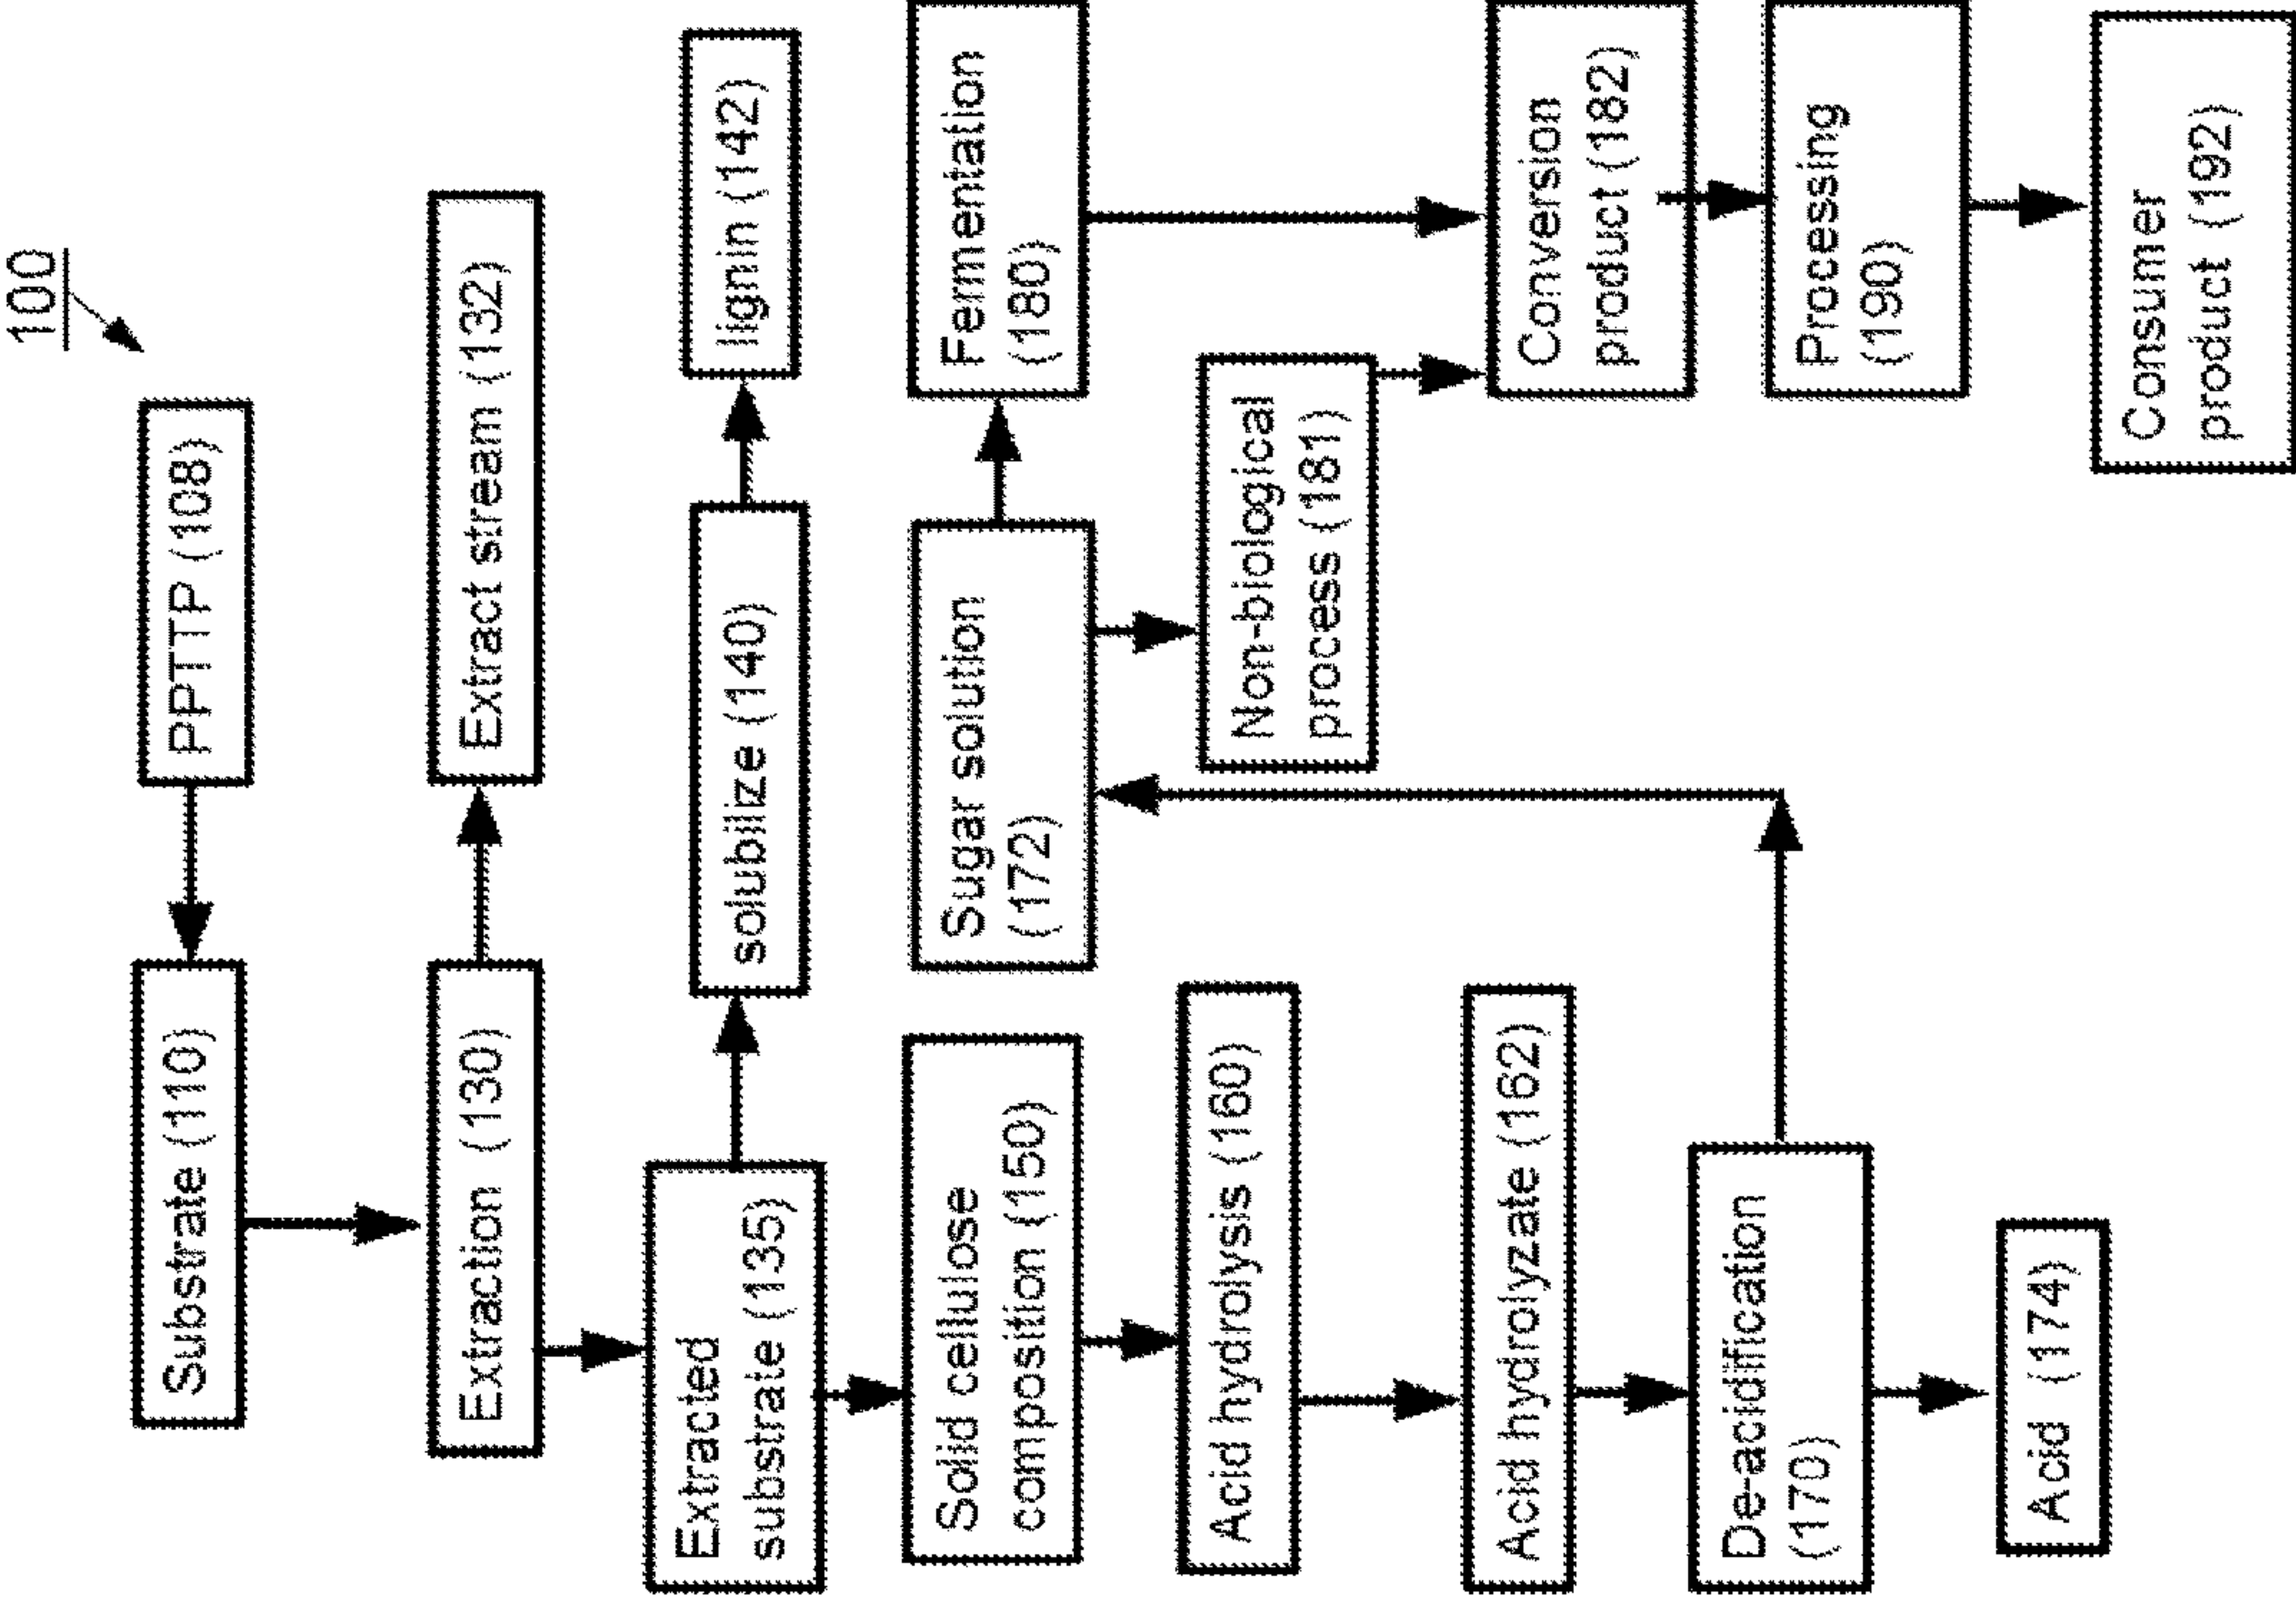 100
Substrate (110)
PPTTP (108)
Extraction (130)
Extract stream (132)
Extracted
substrate (135)
solubilize (140)
lignin (142)
Solid cellulose
composition (150)
Sugar solution
(172)
Fermentation
(180)
Acid hydrolysis (160)
Non-biological
process (181)
Acid hydrolyzate (162)
Conversion
product (182)
De-acidification
(170)
Processing
(190)
Acid (174)
Consumer
product (192)